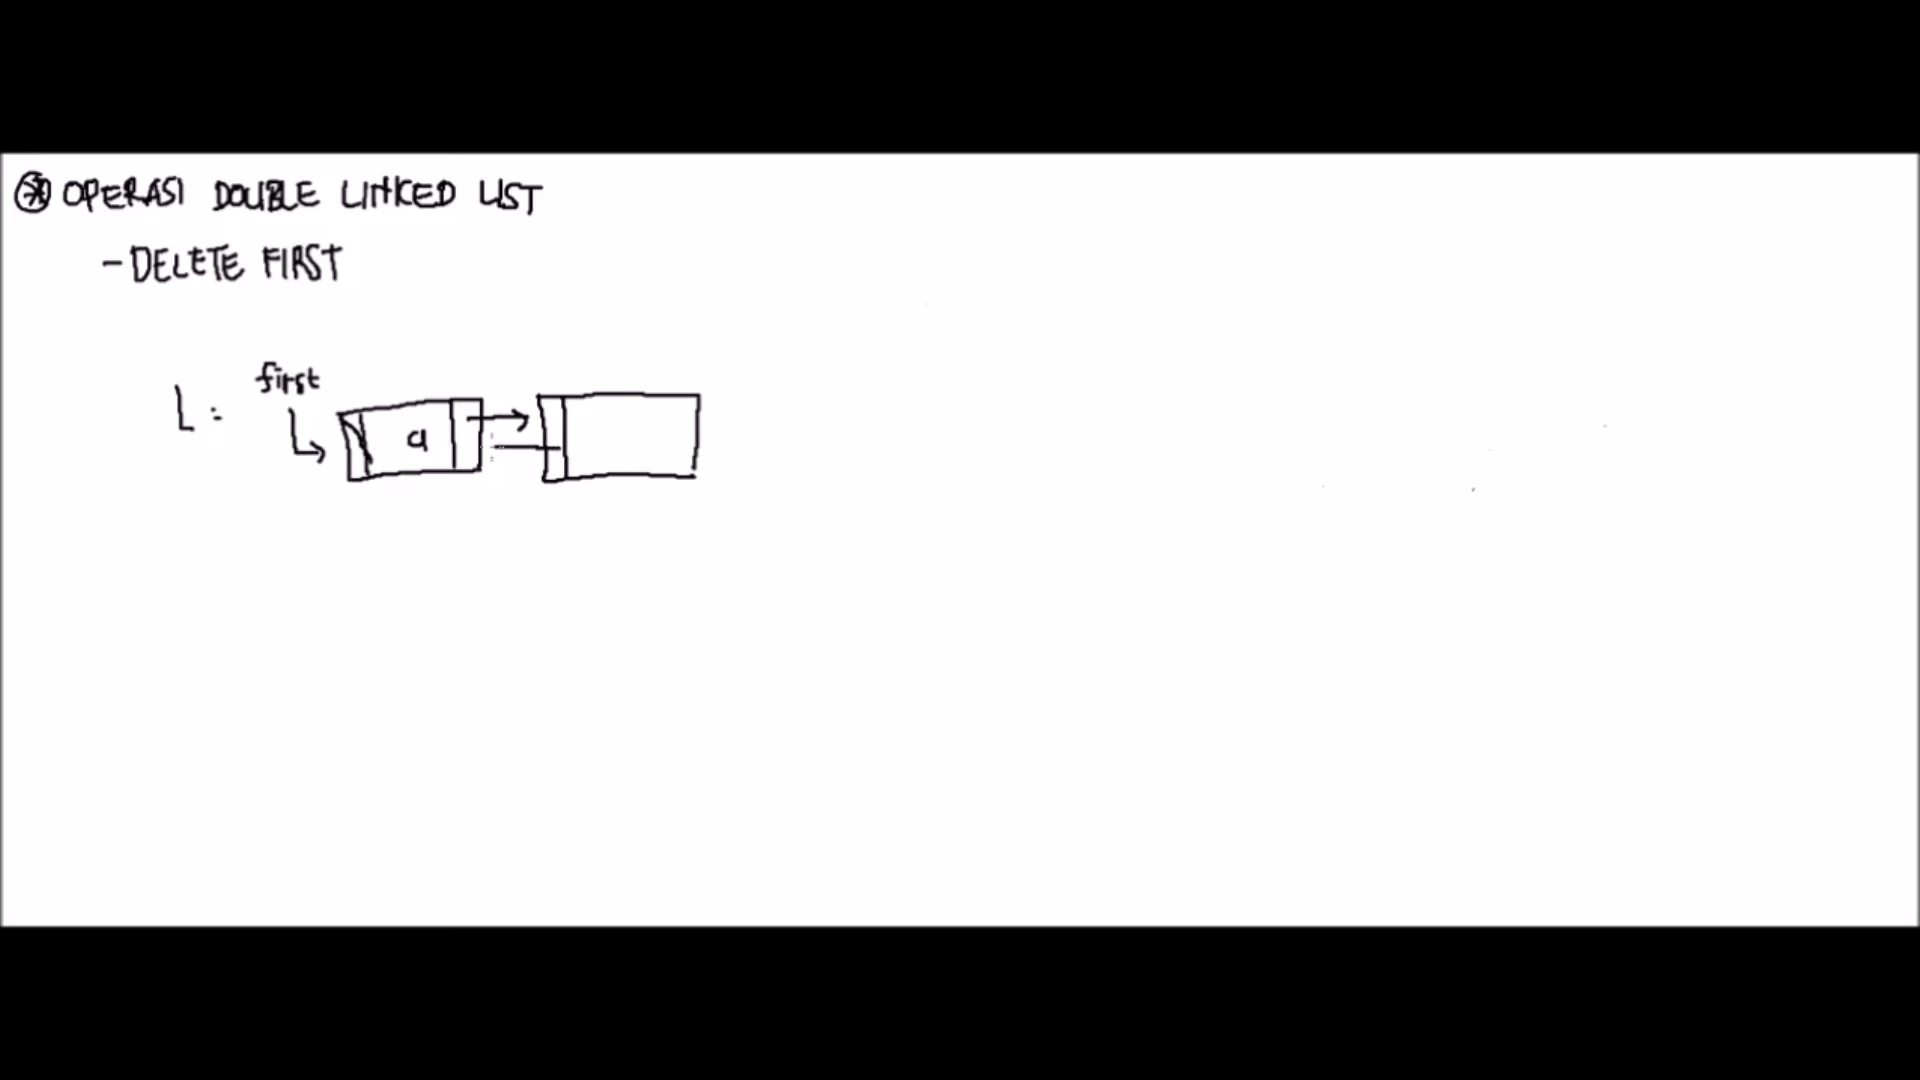 ⊛ OPERASI DOUBLE LINKED LIST
- DELETE FIRST
first
L :
a